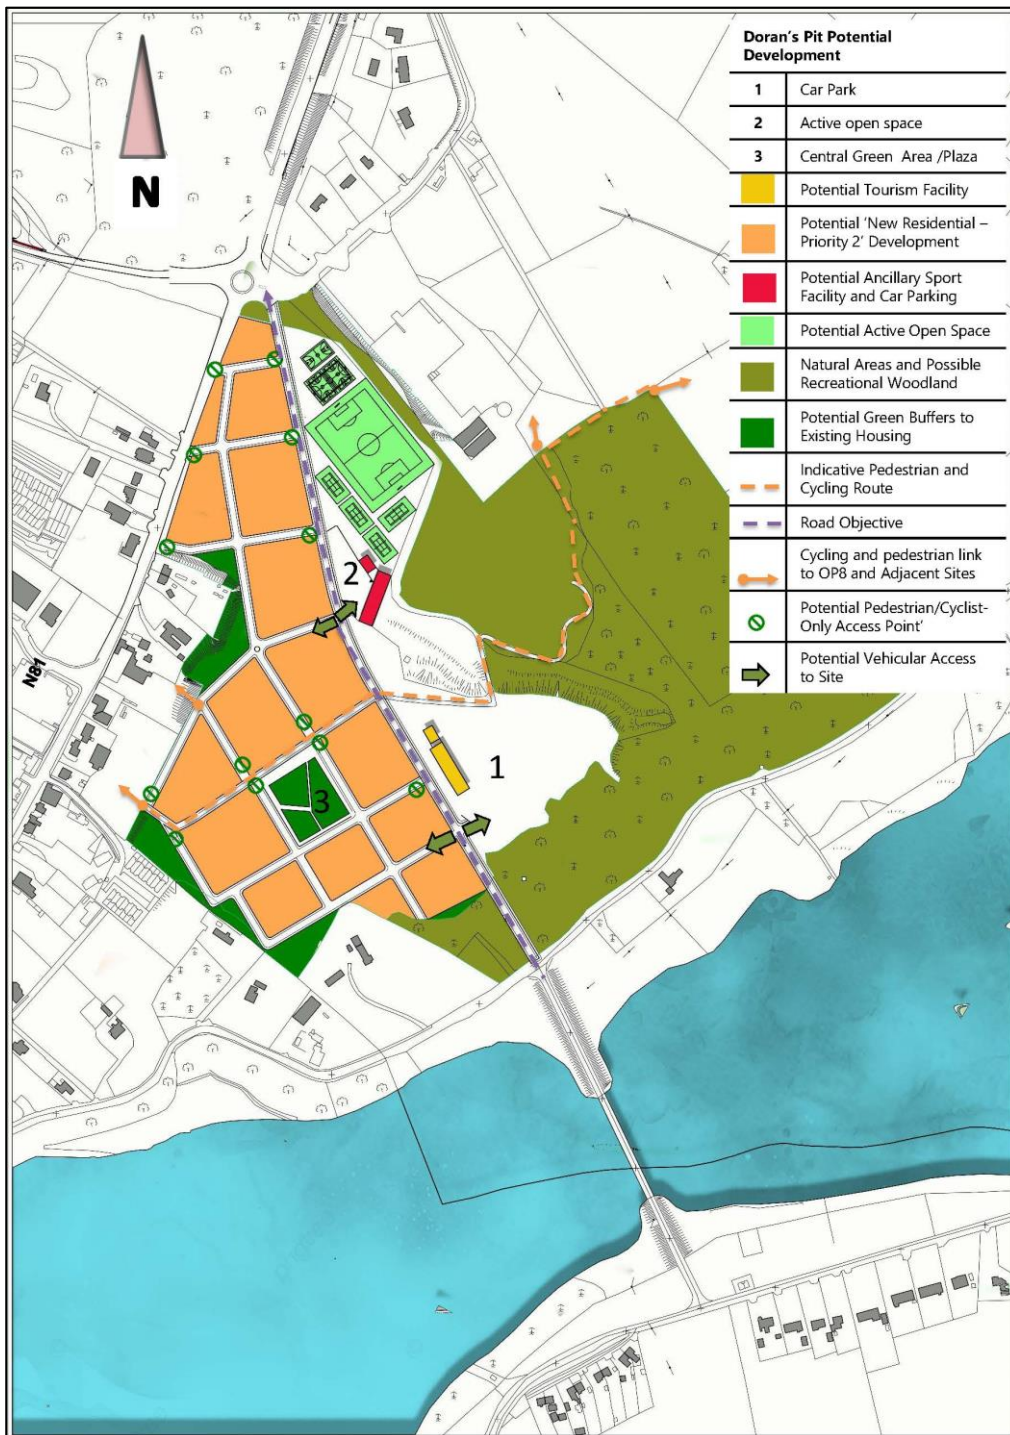 N
N81
2
1
3
Doran's Pit Potential
Development
1 Car Park
2 Active open space
3 Central Green Area /Plaza
Potential Tourism Facility
Potential 'New Residential –
Priority 2' Development
Potential Ancillary Sport
Facility and Car Parking
Potential Active Open Space
Natural Areas and Possible
Recreational Woodland
Potential Green Buffers to
Existing Housing
Indicative Pedestrian and
Cycling Route
Road Objective
Cycling and pedestrian link
to OP8 and Adjacent Sites
Potential Pedestrian/Cyclist-
Only Access Point'
Potential Vehicular Access
to Site